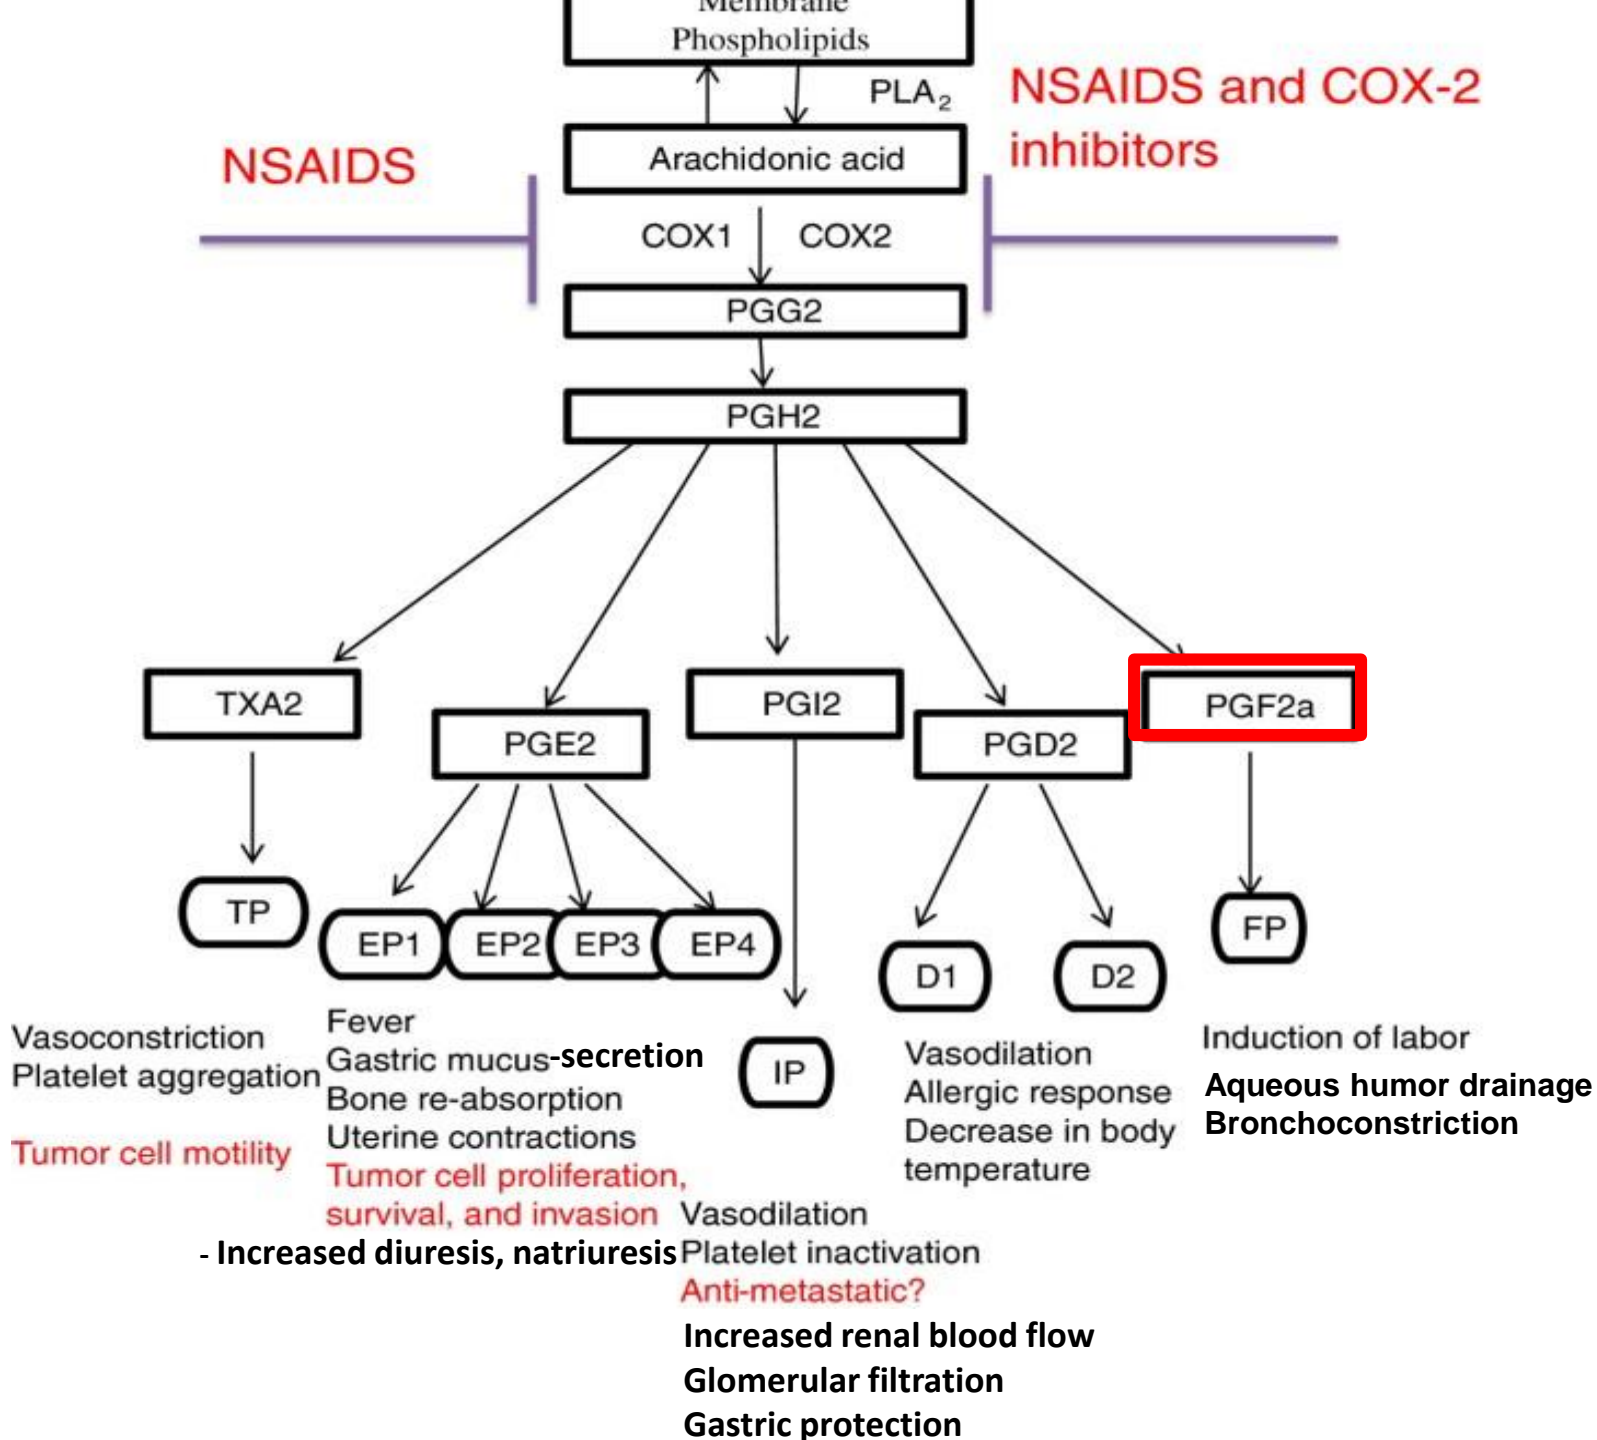 Membrane
Phospholipids
PLA2
NSAIDS and COX-2
inhibitors
NSAIDS
Arachidonic acid
COX1
COX2
PGG2
PGH2
TXA2
PGE2
PGI2
PGD2
PGF2a
TP
EP1
EP2
EP3
EP4
IP
D1
D2
FP
Vasoconstriction
Platelet aggregation
Tumor cell motility
Fever
Gastric mucus-secretion
Bone re-absorption
Uterine contractions
Tumor cell proliferation,
survival, and invasion
- Increased diuresis, natriuresis
Vasodilation
Platelet inactivation
Anti-metastatic?
Increased renal blood flow
Glomerular filtration
Gastric protection
Vasodilation
Allergic response
Decrease in body
temperature
Induction of labor
Aqueous humor drainage
Bronchoconstriction